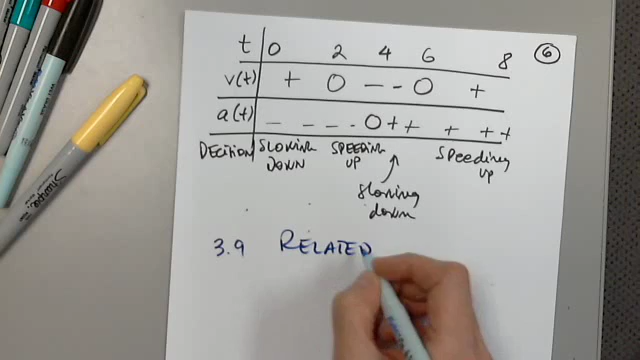 t 0 2 4 6 8 6
v(t) + 0 - - 0 +
a(t) - - - - 0 + + + + +
DECISION SLOWING DOWN SPEEDING UP SPEEDING UP
slowing down
3.9 RELATED
Sharpie